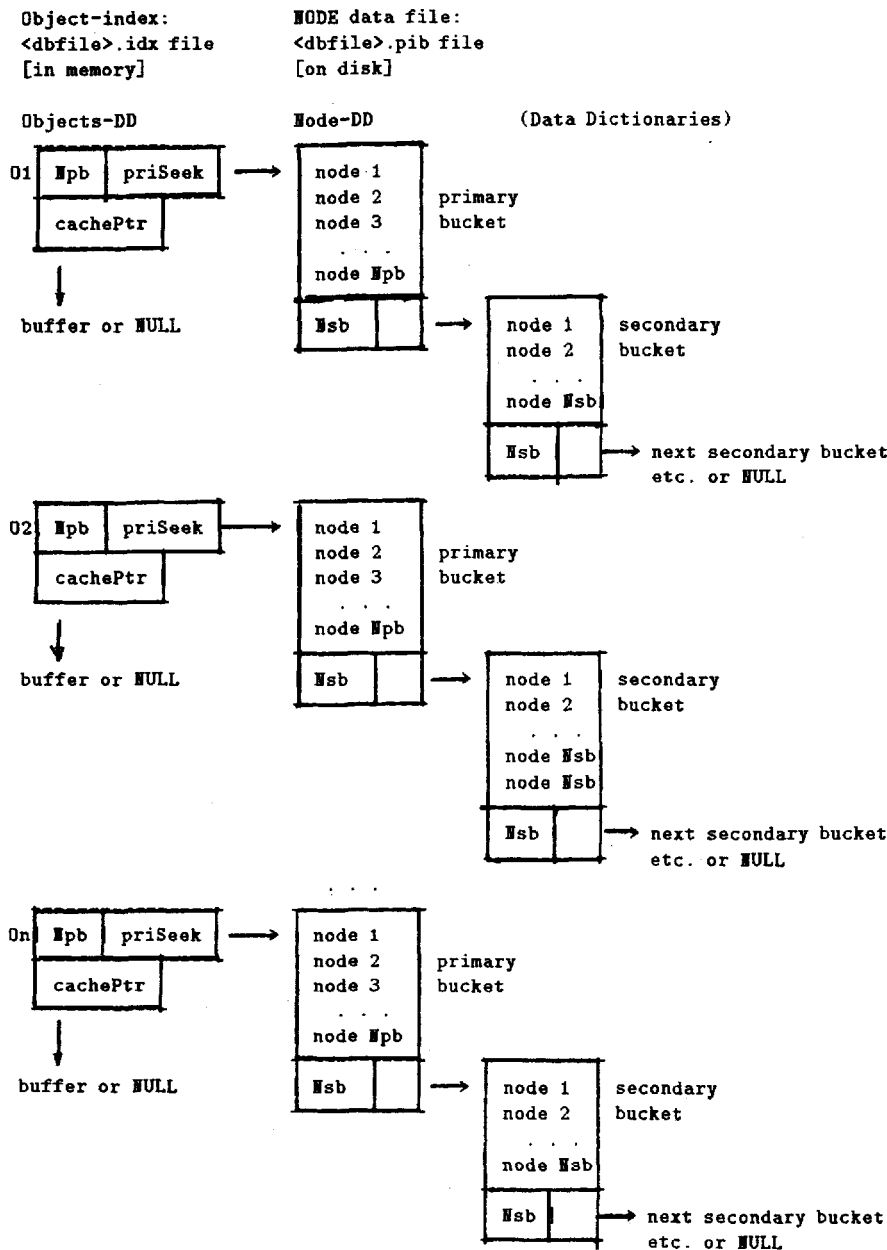 Object-index: NODE data file:
<dbfile>.idx file <dbfile>.pib file
[in memory] [on disk]
Objects-DD Node-DD (Data Dictionaries)
O1 Npb priSeek node 1
node 2 primary
cachePtr node 3 bucket
. . .
node Npb
buffer or NULL Nsb node 1 secondary
node 2 bucket
. . .
node Nsb
Nsb next secondary bucket
etc. or NULL
O2 Npb priSeek node 1
node 2 primary
cachePtr node 3 bucket
. . .
node Npb
buffer or NULL Nsb node 1 secondary
node 2 bucket
. . .
node Nsb
node Nsb
Nsb next secondary bucket
etc. or NULL
. . .
On Npb priSeek node 1
node 2 primary
cachePtr node 3 bucket
. . .
node Npb
buffer or NULL Nsb node 1 secondary
node 2 bucket
. . .
node Nsb
Nsb next secondary bucket
etc. or NULL